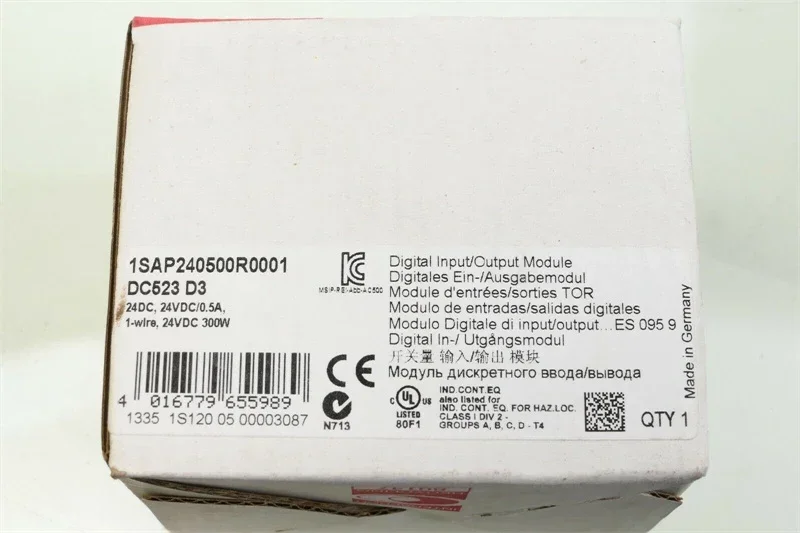 1SAP240500R0001
DC523 D3
24DC, 24VDC/0.5A,
1-wire, 24VDC 300W
MSIP-REI-Abb-AC500
Digital Input/Output Module
Digitales Ein-/Ausgabemodul
Module d'entrées/sorties TOR
Modulo de entradas/salidas digitales
Modulo Digitale di input/output...ES 095 9
Digital In-/ Utgångsmodul
开关量 输入/输出 模块
Модуль дискретного ввода/вывода
Made in Germany
4 016779 655989
1335 1S120 05 00003087
CE
N713
C UL US
LISTED
80F1
IND.CONT.EQ
also listed for
IND. CONT. EQ. FOR HAZ.LOC.
CLASS I DIV 2 -
GROUPS A, B, C, D - T4
QTY 1